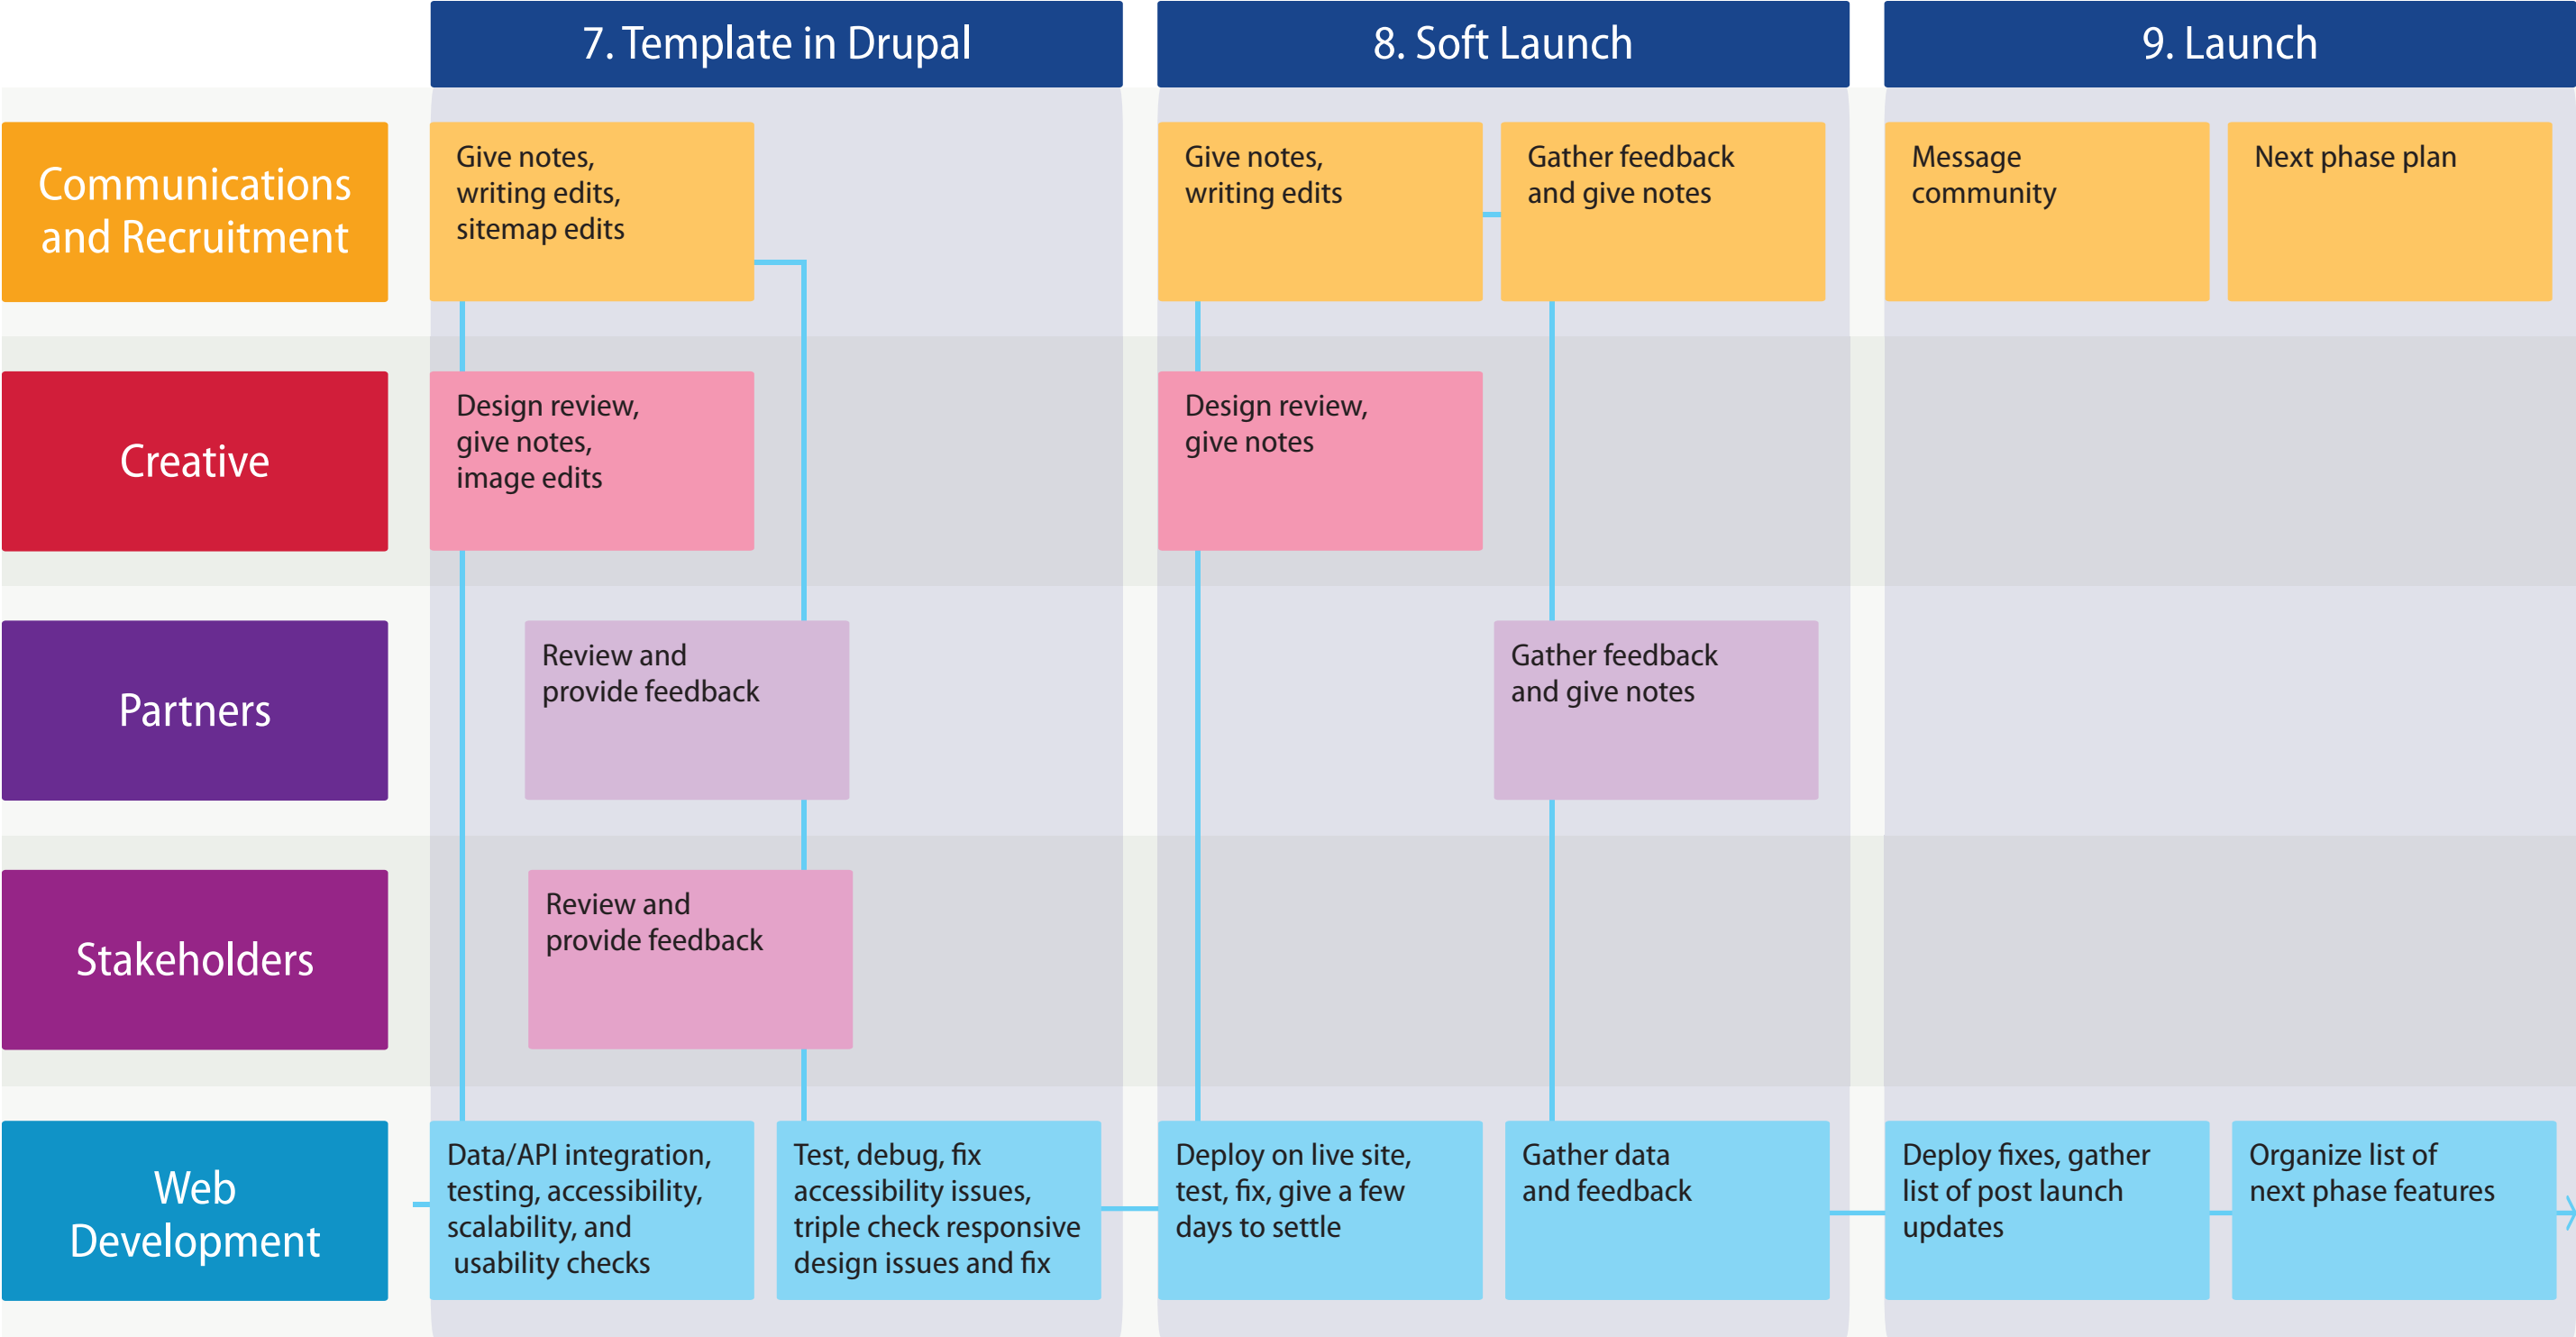 7. Template in Drupal
8. Soft Launch
9. Launch
Communications
and Recruitment
Give notes,
writing edits,
sitemap edits
Give notes,
writing edits
Gather feedback
and give notes
Message
community
Next phase plan
Creative
Design review,
give notes,
image edits
Design review,
give notes
Partners
Review and
provide feedback
Gather feedback
and give notes
Stakeholders
Review and
provide feedback
Web
Development
Data/API integration,
testing, accessibility,
scalability, and
usability checks
Test, debug, fix
accessibility issues,
triple check responsive
design issues and fix
Deploy on live site,
test, fix, give a few
days to settle
Gather data
and feedback
Deploy fixes, gather
list of post launch
updates
Organize list of
next phase features